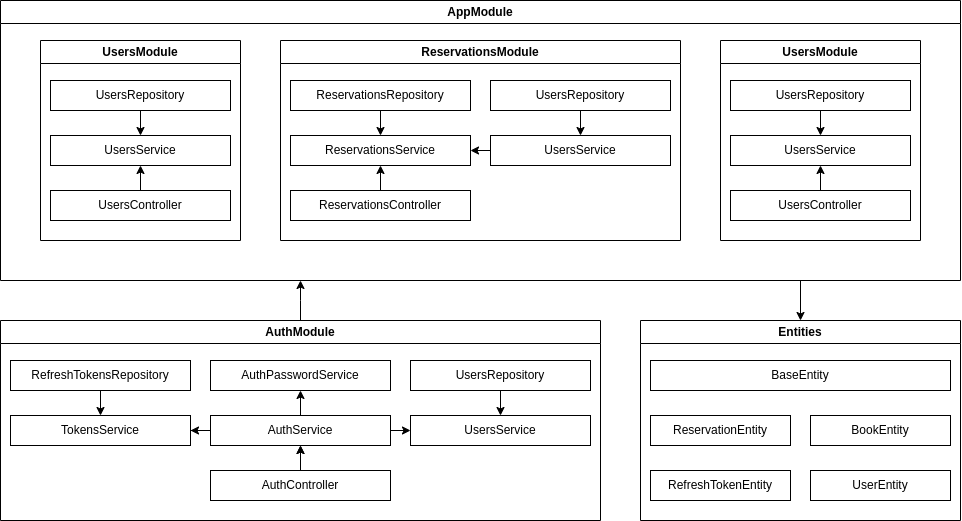 AppModule
UsersModule
UsersRepository
UsersService
UsersController
ReservationsModule
ReservationsRepository
UsersRepository
ReservationsService
UsersService
ReservationsController
UsersModule
UsersRepository
UsersService
UsersController
AuthModule
RefreshTokensRepository
AuthPasswordService
UsersRepository
TokensService
AuthService
UsersService
AuthController
Entities
BaseEntity
ReservationEntity
BookEntity
RefreshTokenEntity
UserEntity